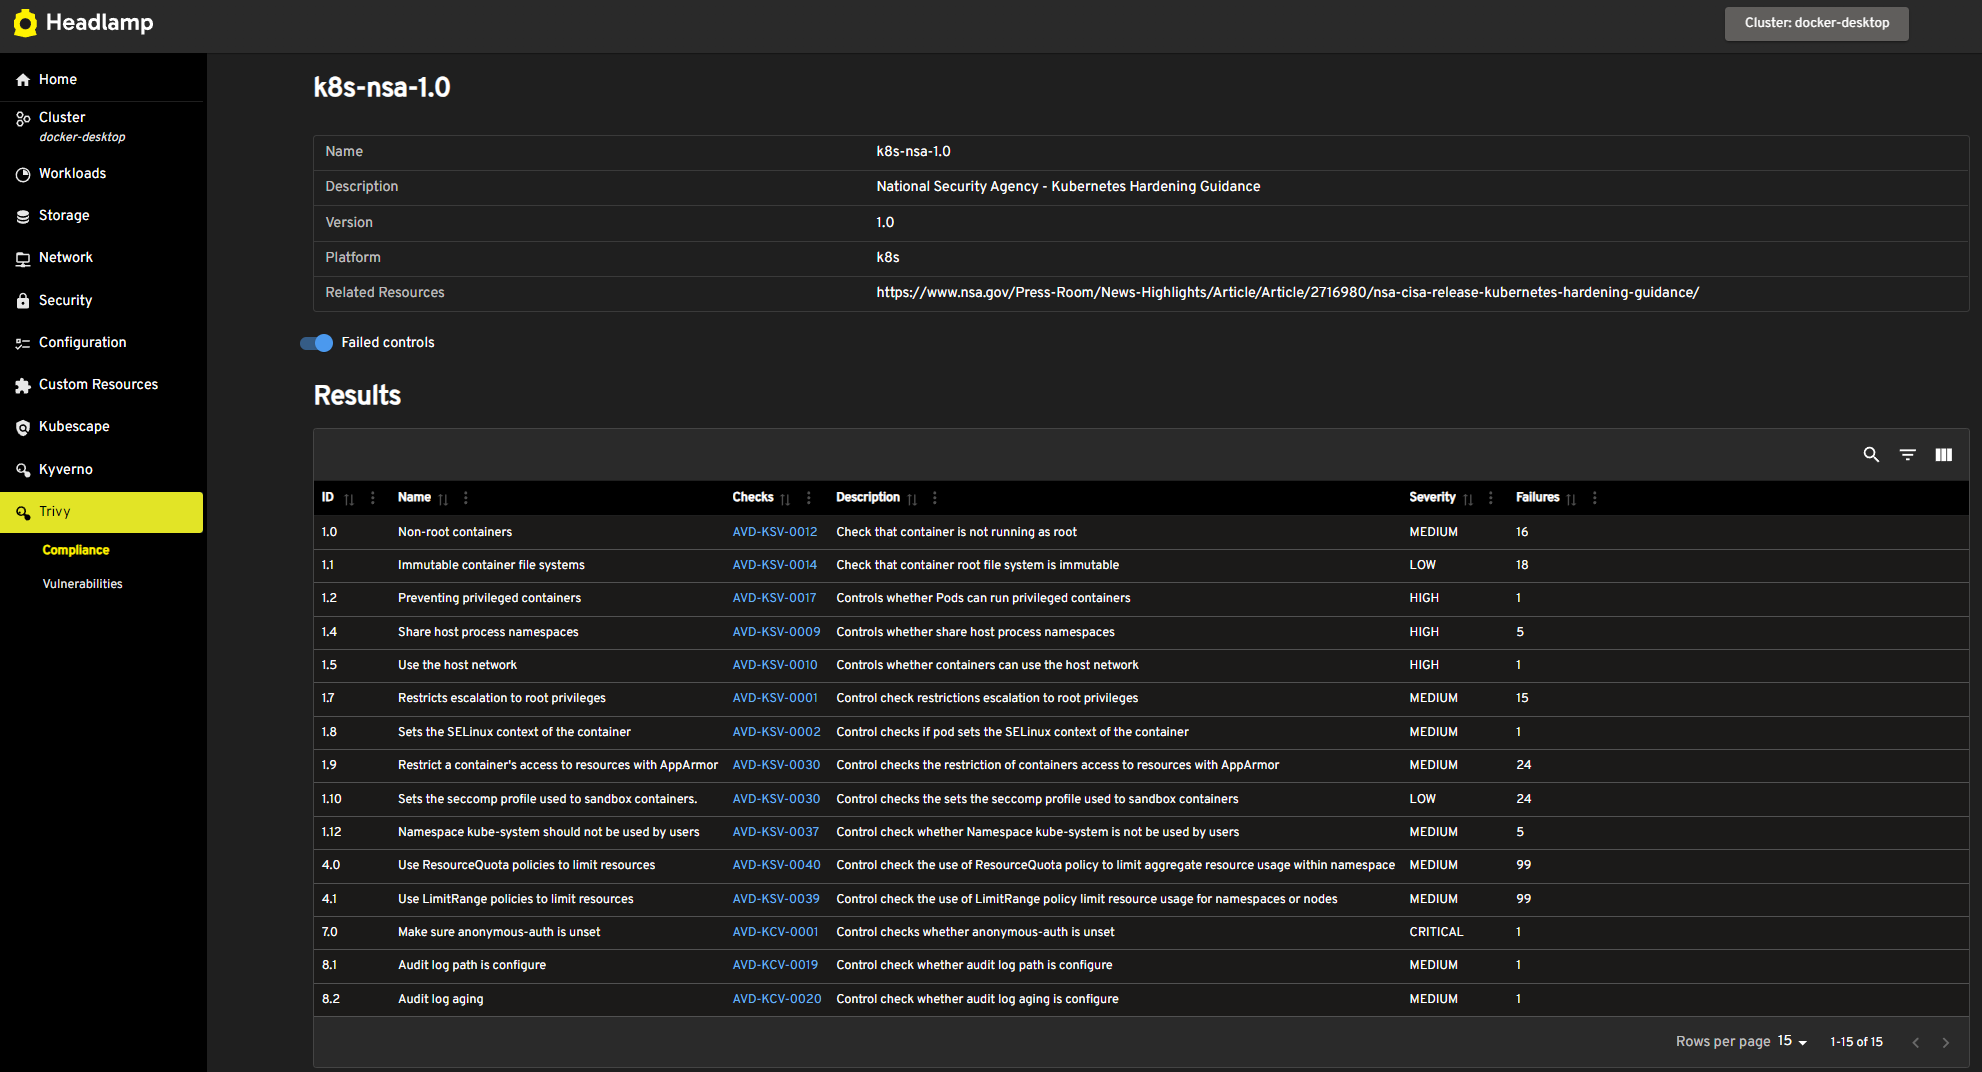 Headlamp
Cluster: docker-desktop
Home
Cluster
docker-desktop
Workloads
Storage
Network
Security
Configuration
Custom Resources
Kubescape
Kyverno
Trivy
Compliance
Vulnerabilities
k8s-nsa-1.0
Name k8s-nsa-1.0
Description National Security Agency - Kubernetes Hardening Guidance
Version 1.0
Platform k8s
Related Resources https://www.nsa.gov/Press-Room/News-Highlights/Article/Article/2716980/nsa-cisa-release-kubernetes-hardening-guidance/
Failed controls
Results
ID Name Checks Description Severity Failures
1.0 Non-root containers AVD-KSV-0012 Check that container is not running as root MEDIUM 16
1.1 Immutable container file systems AVD-KSV-0014 Check that container root file system is immutable LOW 18
1.2 Preventing privileged containers AVD-KSV-0017 Controls whether Pods can run privileged containers HIGH 1
1.4 Share host process namespaces AVD-KSV-0009 Controls whether share host process namespaces HIGH 5
1.5 Use the host network AVD-KSV-0010 Controls whether containers can use the host network HIGH 1
1.7 Restricts escalation to root privileges AVD-KSV-0001 Control check restrictions escalation to root privileges MEDIUM 15
1.8 Sets the SELinux context of the container AVD-KSV-0002 Control checks if pod sets the SELinux context of the container MEDIUM 1
1.9 Restrict a container's access to resources with AppArmor AVD-KSV-0030 Control checks the restriction of containers access to resources with AppArmor MEDIUM 24
1.10 Sets the seccomp profile used to sandbox containers. AVD-KSV-0030 Control checks the sets the seccomp profile used to sandbox containers LOW 24
1.12 Namespace kube-system should not be used by users AVD-KSV-0037 Control check whether Namespace kube-system is not be used by users MEDIUM 5
4.0 Use ResourceQuota policies to limit resources AVD-KSV-0040 Control check the use of ResourceQuota policy to limit aggregate resource usage within namespace MEDIUM 99
4.1 Use LimitRange policies to limit resources AVD-KSV-0039 Control check the use of LimitRange policy limit resource usage for namespaces or nodes MEDIUM 99
7.0 Make sure anonymous-auth is unset AVD-KCV-0001 Control checks whether anonymous-auth is unset CRITICAL 1
8.1 Audit log path is configure AVD-KCV-0019 Control check whether audit log path is configure MEDIUM 1
8.2 Audit log aging AVD-KCV-0020 Control check whether audit log aging is configure MEDIUM 1
Rows per page 15 1-15 of 15